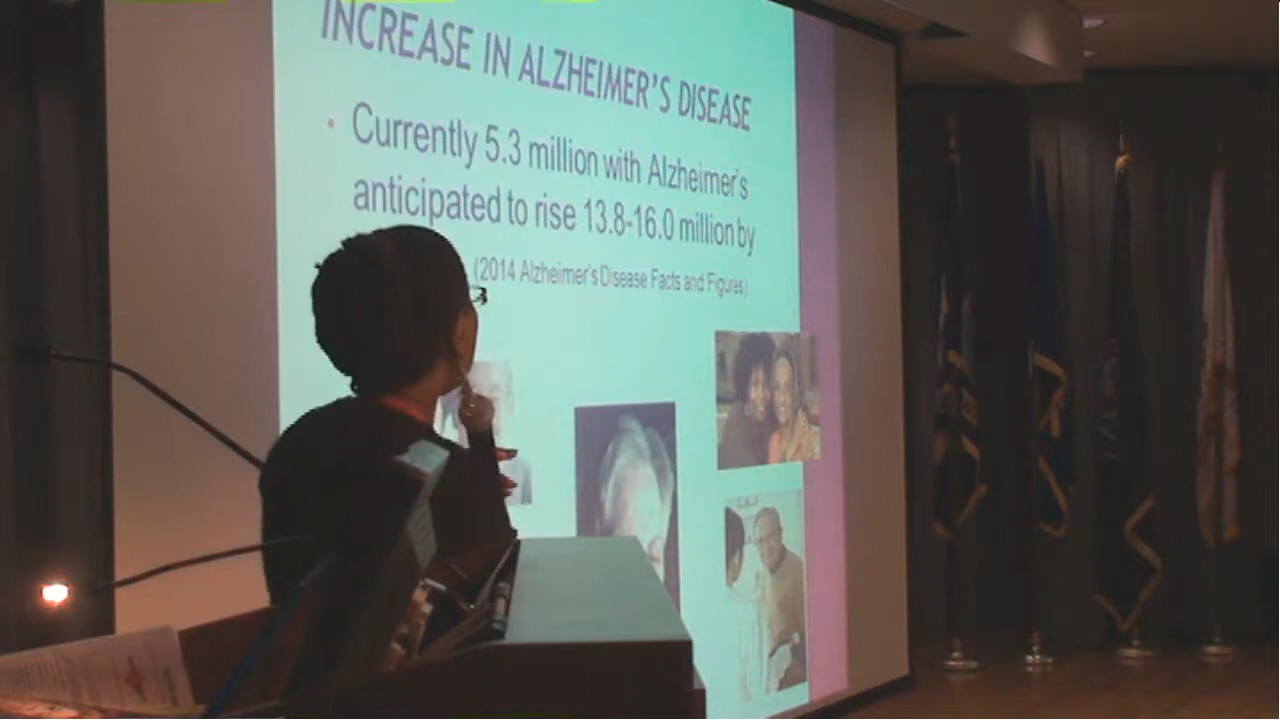 INCREASE IN ALZHEIMER'S DISEASE
• Currently 5.3 million with Alzheimer's
anticipated to rise 13.8-16.0 million by
(2014 Alzheimer's Disease Facts and Figures)